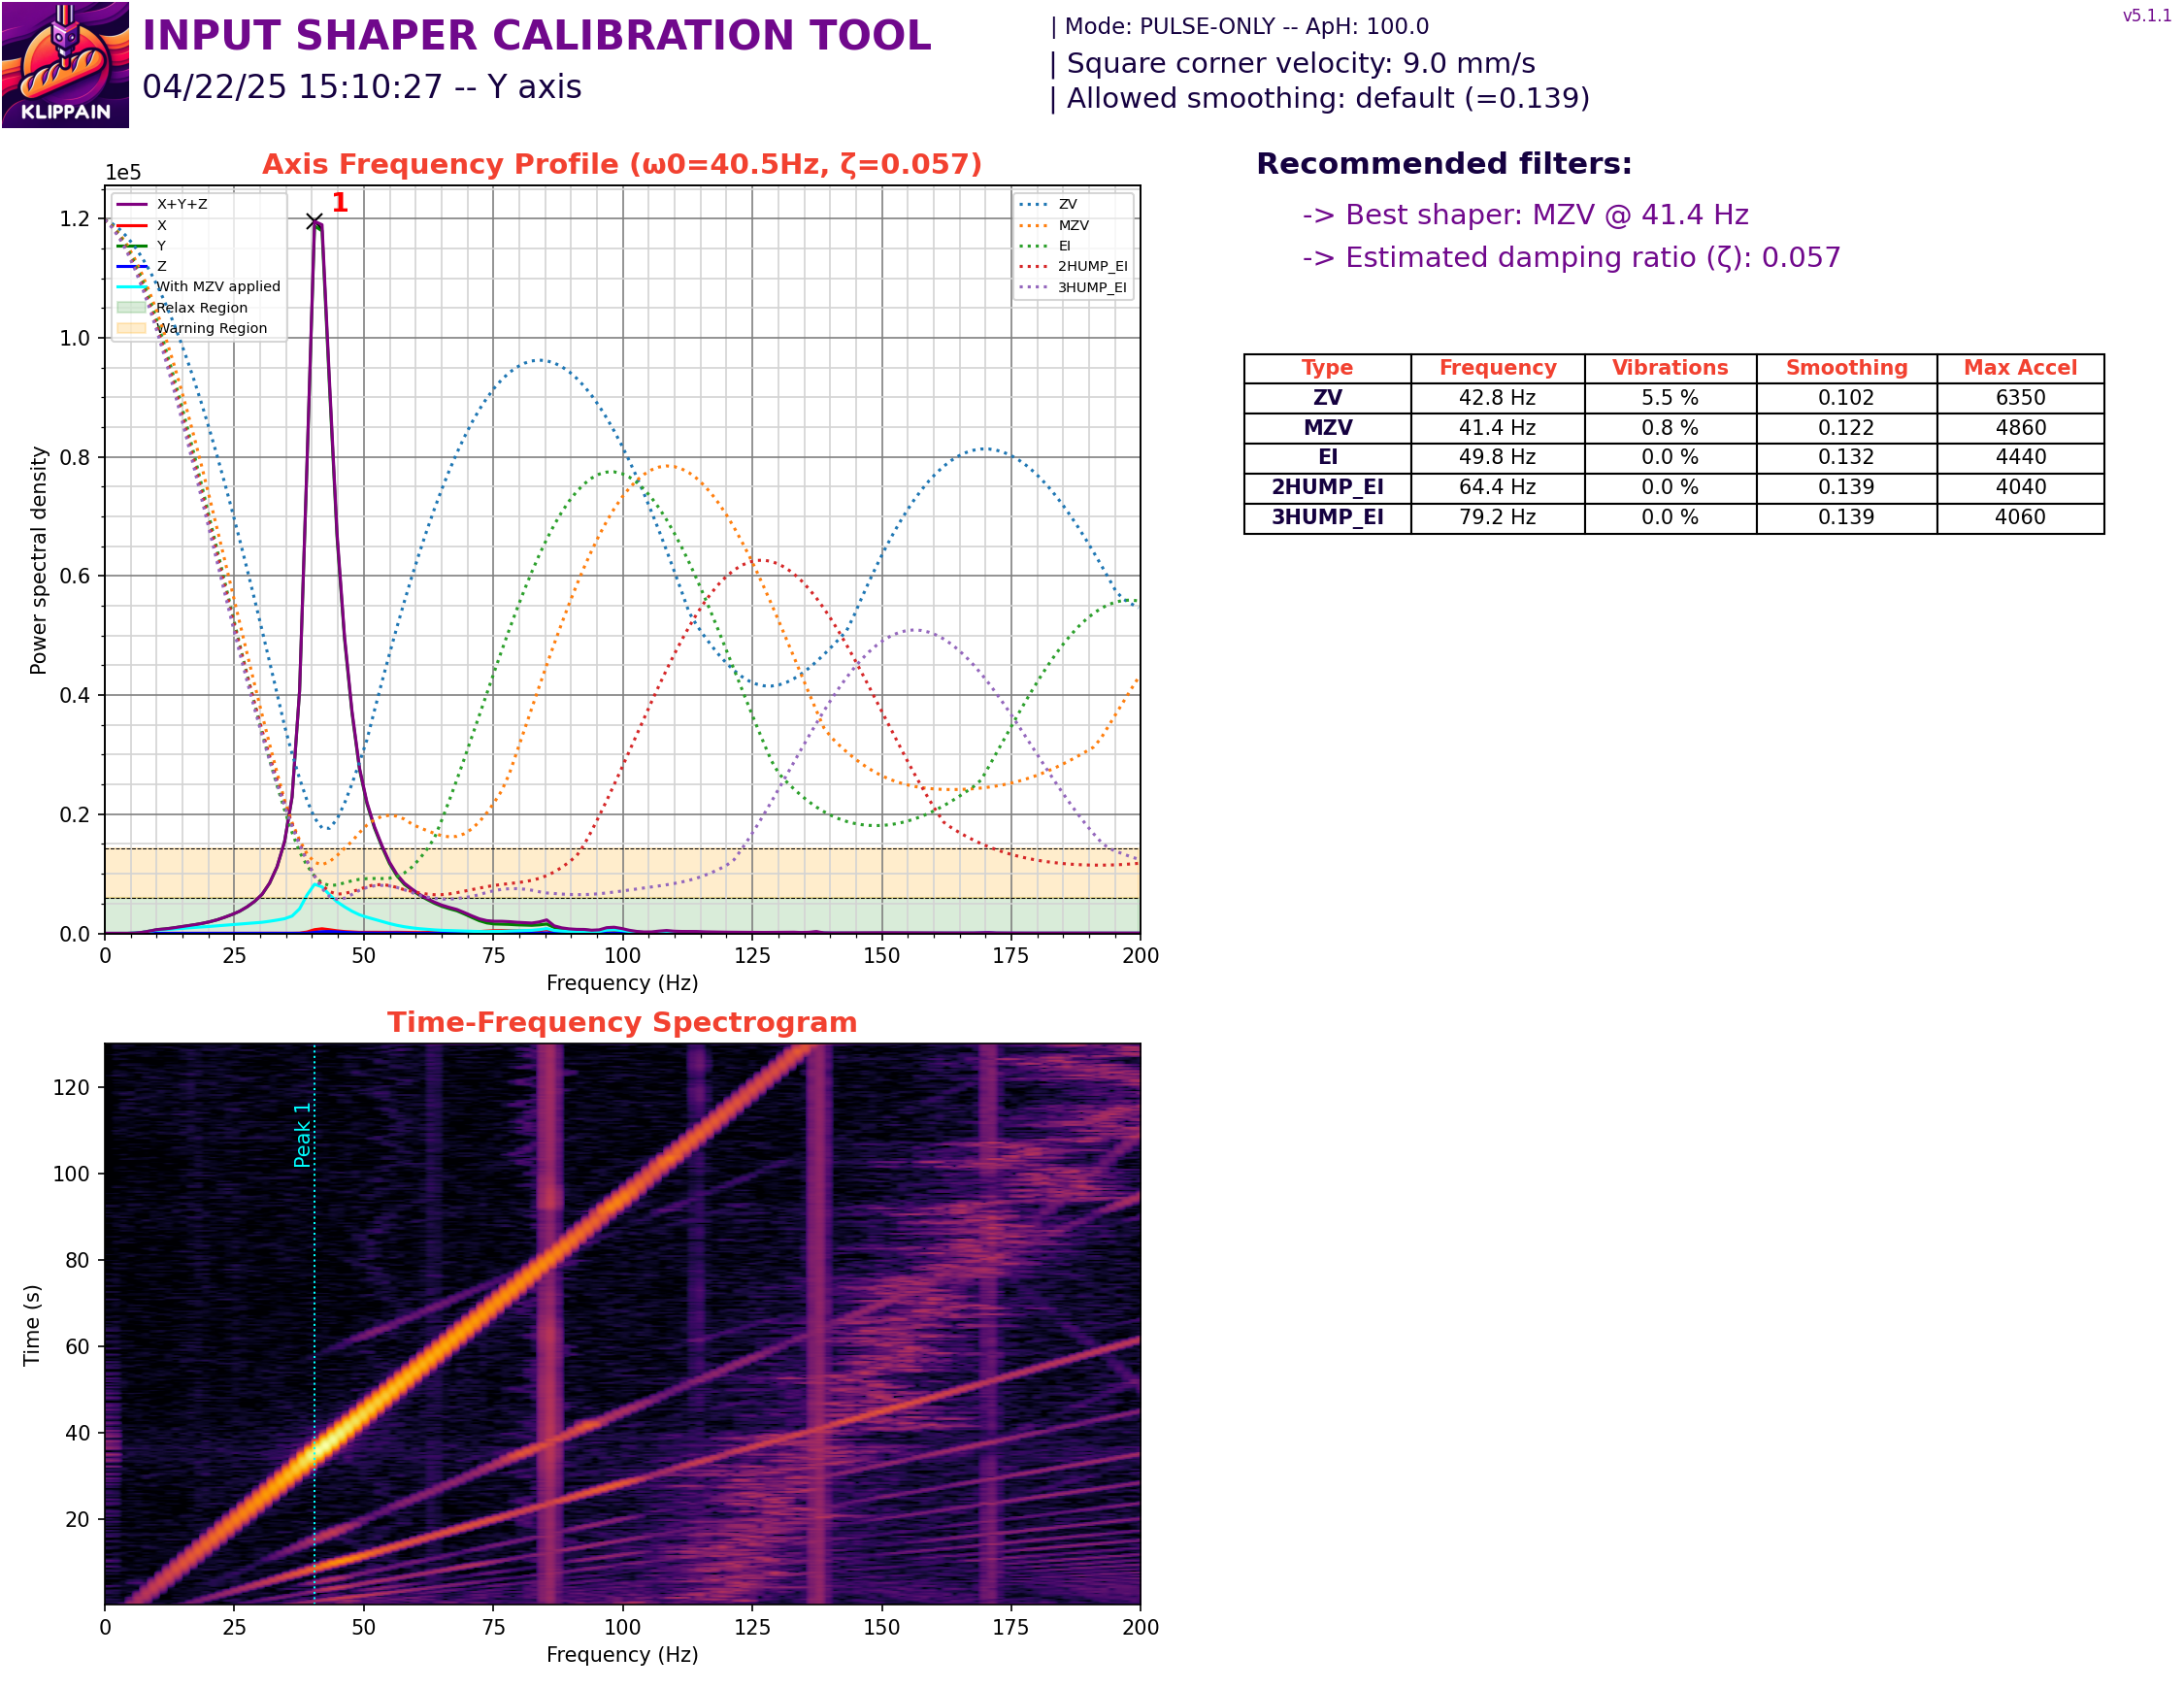 INPUT SHAPER CALIBRATION TOOL
04/22/25 15:10:27 -- Y axis
KLIPPAIN
| Mode: PULSE-ONLY -- ApH: 100.0
| Square corner velocity: 9.0 mm/s
| Allowed smoothing: default (=0.139)
v5.1.1
Axis Frequency Profile (ω0=40.5Hz, ζ=0.057)
1e5
1
X+Y+Z
X
Y
Z
With MZV applied
Relax Region
Warning Region
ZV
MZV
EI
2HUMP_EI
3HUMP_EI
Power spectral density
1.2
1.0
0.8
0.6
0.4
0.2
0.0
0 25 50 75 100 125 150 175 200
Frequency (Hz)
Recommended filters:
-> Best shaper: MZV @ 41.4 Hz
-> Estimated damping ratio (ζ): 0.057
Type Frequency Vibrations Smoothing Max Accel
ZV 42.8 Hz 5.5 % 0.102 6350
MZV 41.4 Hz 0.8 % 0.122 4860
EI 49.8 Hz 0.0 % 0.132 4440
2HUMP_EI 64.4 Hz 0.0 % 0.139 4040
3HUMP_EI 79.2 Hz 0.0 % 0.139 4060
Time-Frequency Spectrogram
Peak 1
Time (s)
120
100
80
60
40
20
0 25 50 75 100 125 150 175 200
Frequency (Hz)